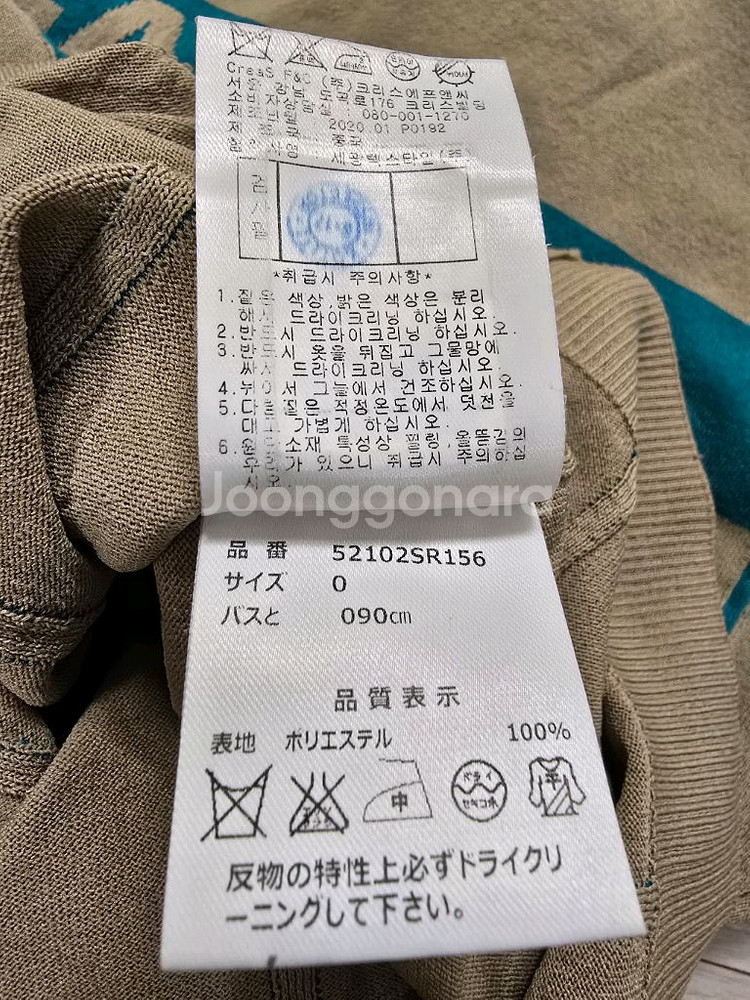 CreaS F&C (주)크리스에프앤씨
서울 강남 도곡로176 크리스빌딩
소비자상담실 : 080-001-1270
제조년월 2020.01 P0192
제조국 중국
*취급시 주의사항*
1. 짙은 색상,밝은 색상은 분리
해서 드라이크리닝 하십시오.
2. 반드시 드라이크리닝 하십시오.
3. 반드시 옷을 뒤집고 그물망에
싸서 드라이크리닝 하십시오.
4. 뉘어서 그늘에서 건조하십시오.
5. 다림질은 적정온도에서 덧천을
대고 가볍게 하십시오.
6. 원단 소재 특성상 필링,올뜯김의
우려가 있으니 취급시 주의하십
시오.
Joonggonara
品番 52102SR156
サイズ 0
バスと 090㎝
品質表示
表地 ポリエステル 100%
中 ドライ セキユ系
反物の特性上必ずドライクリ
ーニングして下さい。